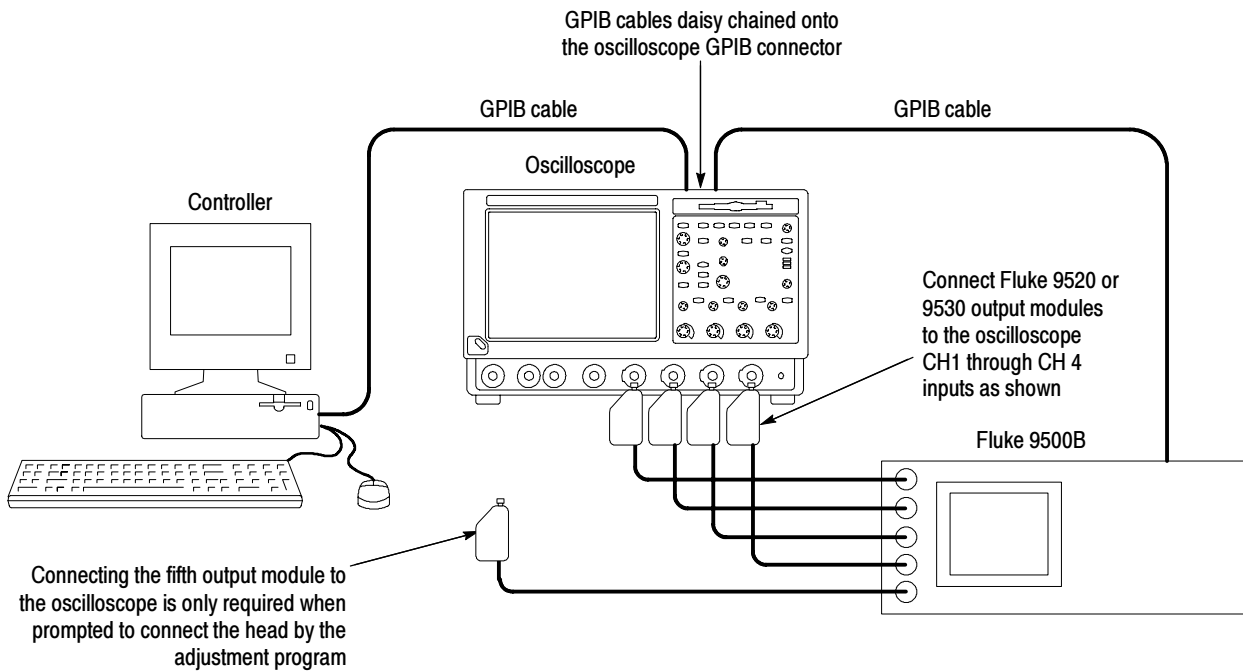 GPIB cables daisy chained onto
the oscilloscope GPIB connector
GPIB cable
GPIB cable
Oscilloscope
Controller
Connect Fluke 9520 or
9530 output modules
to the oscilloscope
CH1 through CH 4
inputs as shown
Fluke 9500B
Connecting the fifth output module to
the oscilloscope is only required when
prompted to connect the head by the
adjustment program